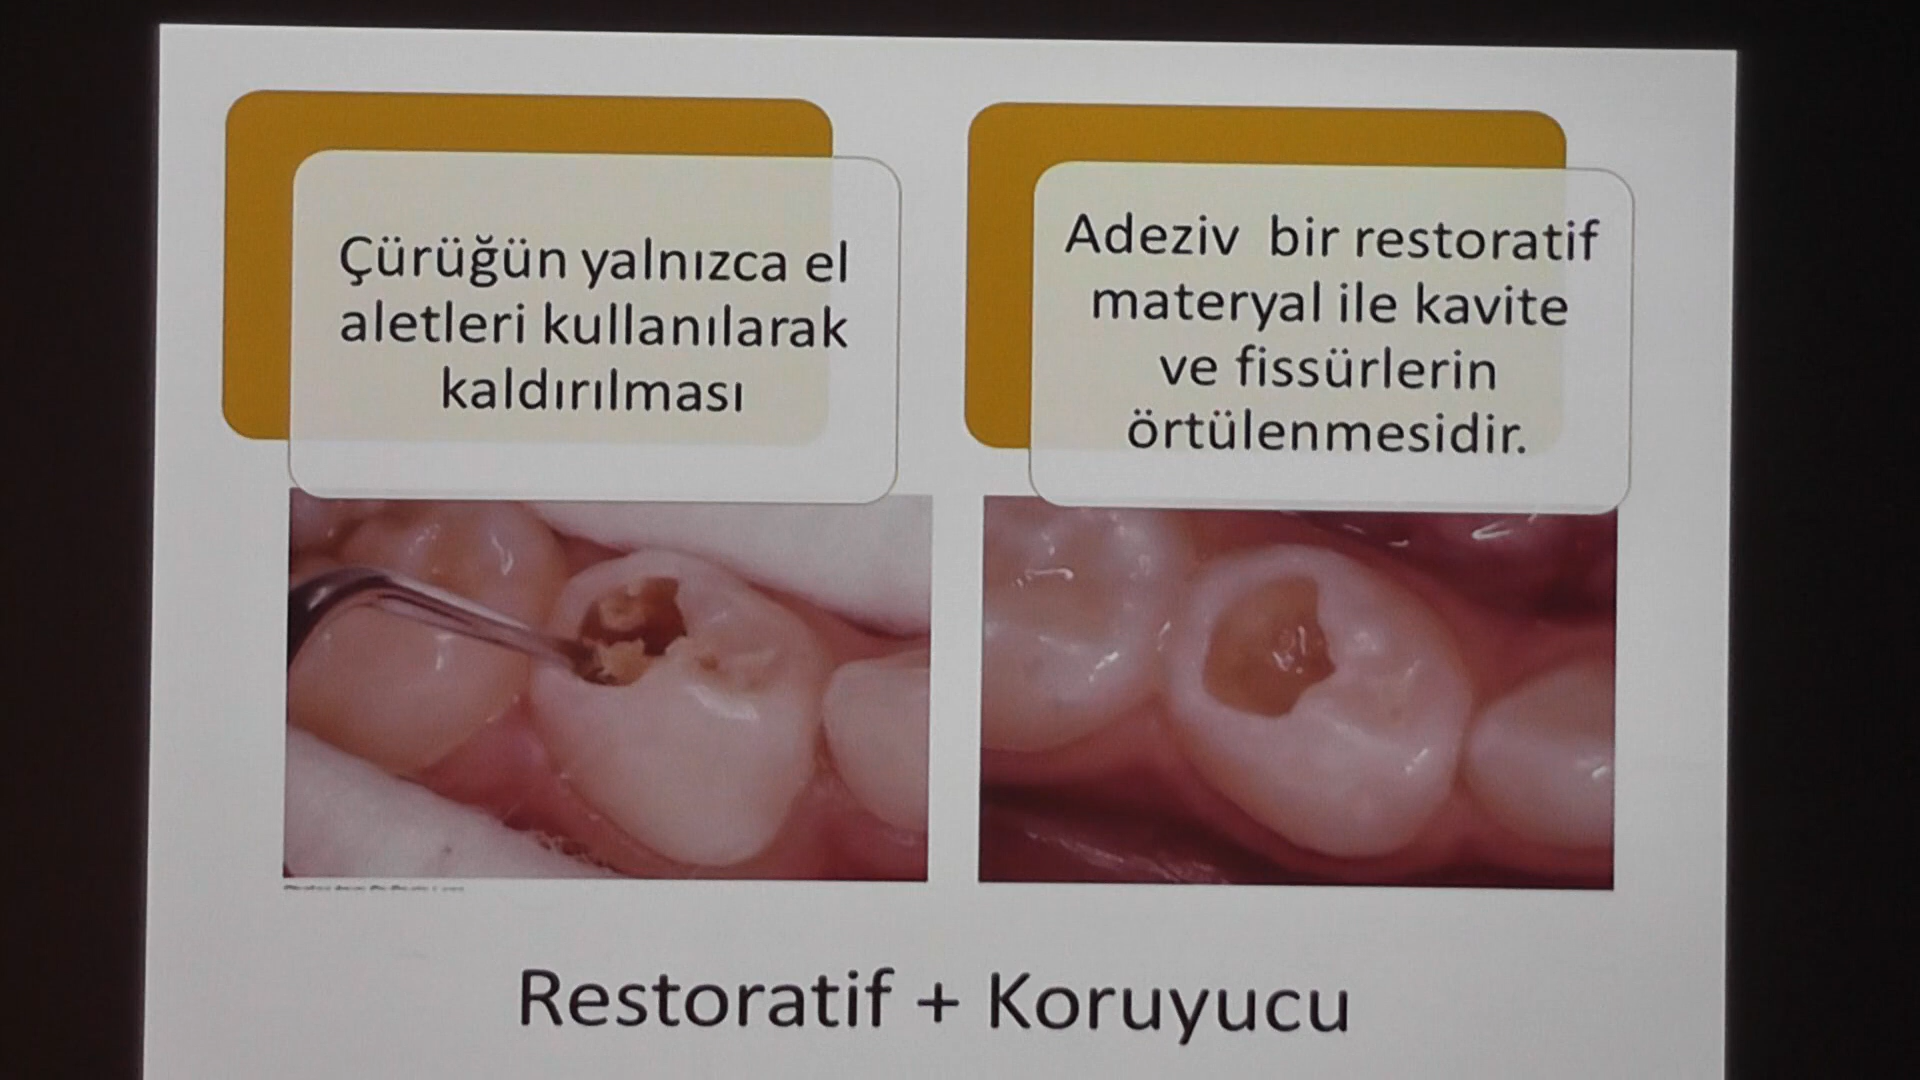 Çürüğün yalnızca el
aletleri kullanılarak
kaldırılması
Adeziv bir restoratif
materyal ile kavite
ve fissürlerin
örtülenmesidir.
Restoratif + Koruyucu